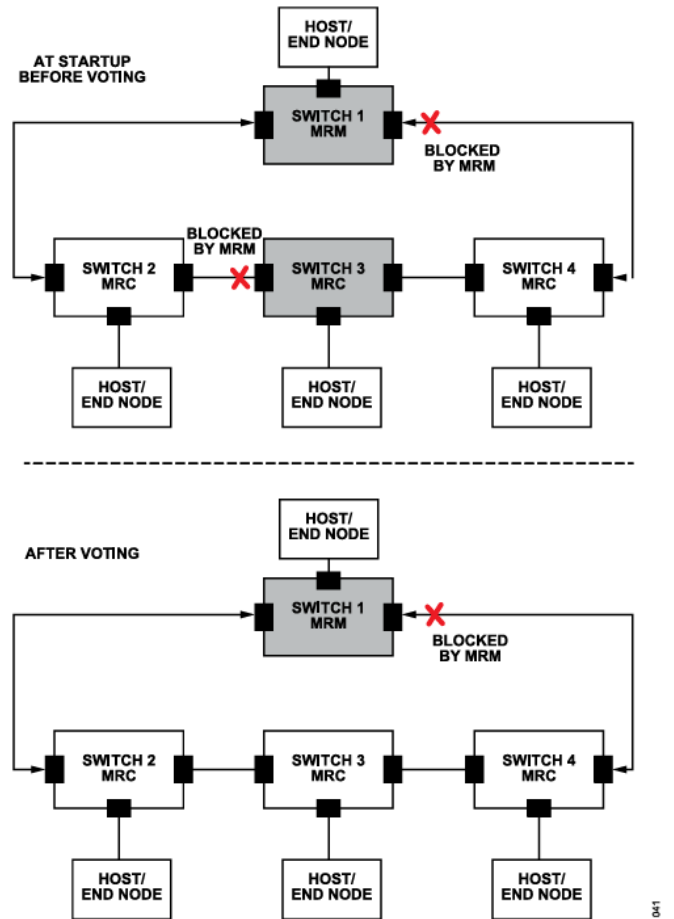 HOST/
END NODE
AT STARTUP
BEFORE VOTING
SWITCH 1
MRM
BLOCKED
BY MRM
BLOCKED
BY MRM
SWITCH 2
MRC
SWITCH 3
MRC
SWITCH 4
MRC
HOST/
END NODE
HOST/
END NODE
HOST/
END NODE
HOST/
END NODE
AFTER VOTING
SWITCH 1
MRM
BLOCKED
BY MRM
SWITCH 2
MRC
SWITCH 3
MRC
SWITCH 4
MRC
HOST/
END NODE
HOST/
END NODE
HOST/
END NODE
041